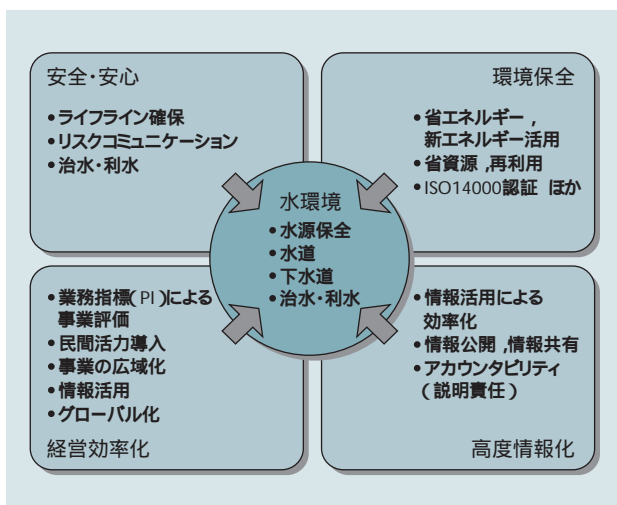 安全・安心
•ライフライン確保
•リスクコミュニケーション
•治水・利水
環境保全
•省エネルギー，
新エネルギー活用
•省資源，再利用
•ISO14000認証 ほか
水環境
•水源保全
•水道
•下水道
•治水・利水
•業務指標（PI）による
事業評価
•民間活力導入
•事業の広域化
•情報活用
•グローバル化
経営効率化
•情報活用による
効率化
•情報公開，情報共有
•アカウンタビリティ
（説明責任）
高度情報化